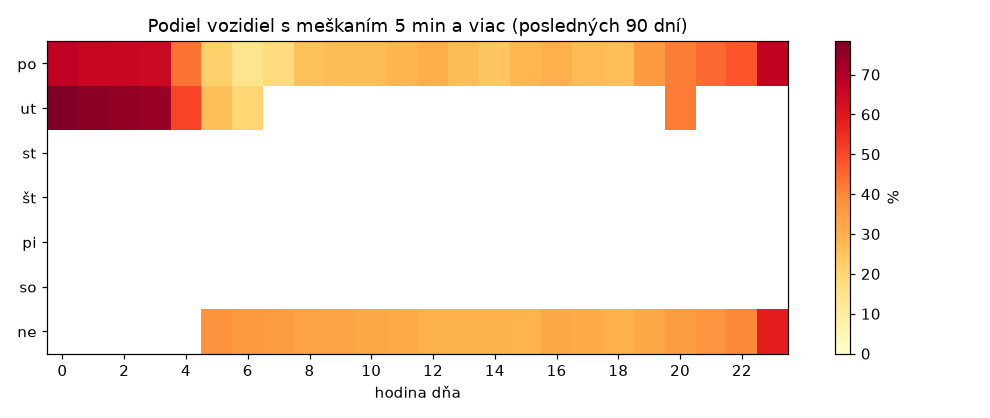 Podiel vozidiel s meškaním 5 min a viac (posledných 90 dní)
po
ut
st
št
pi
so
ne
0 2 4 6 8 10 12 14 16 18 20 22
hodina dňa
70
60
50
40
30
20
10
0
%